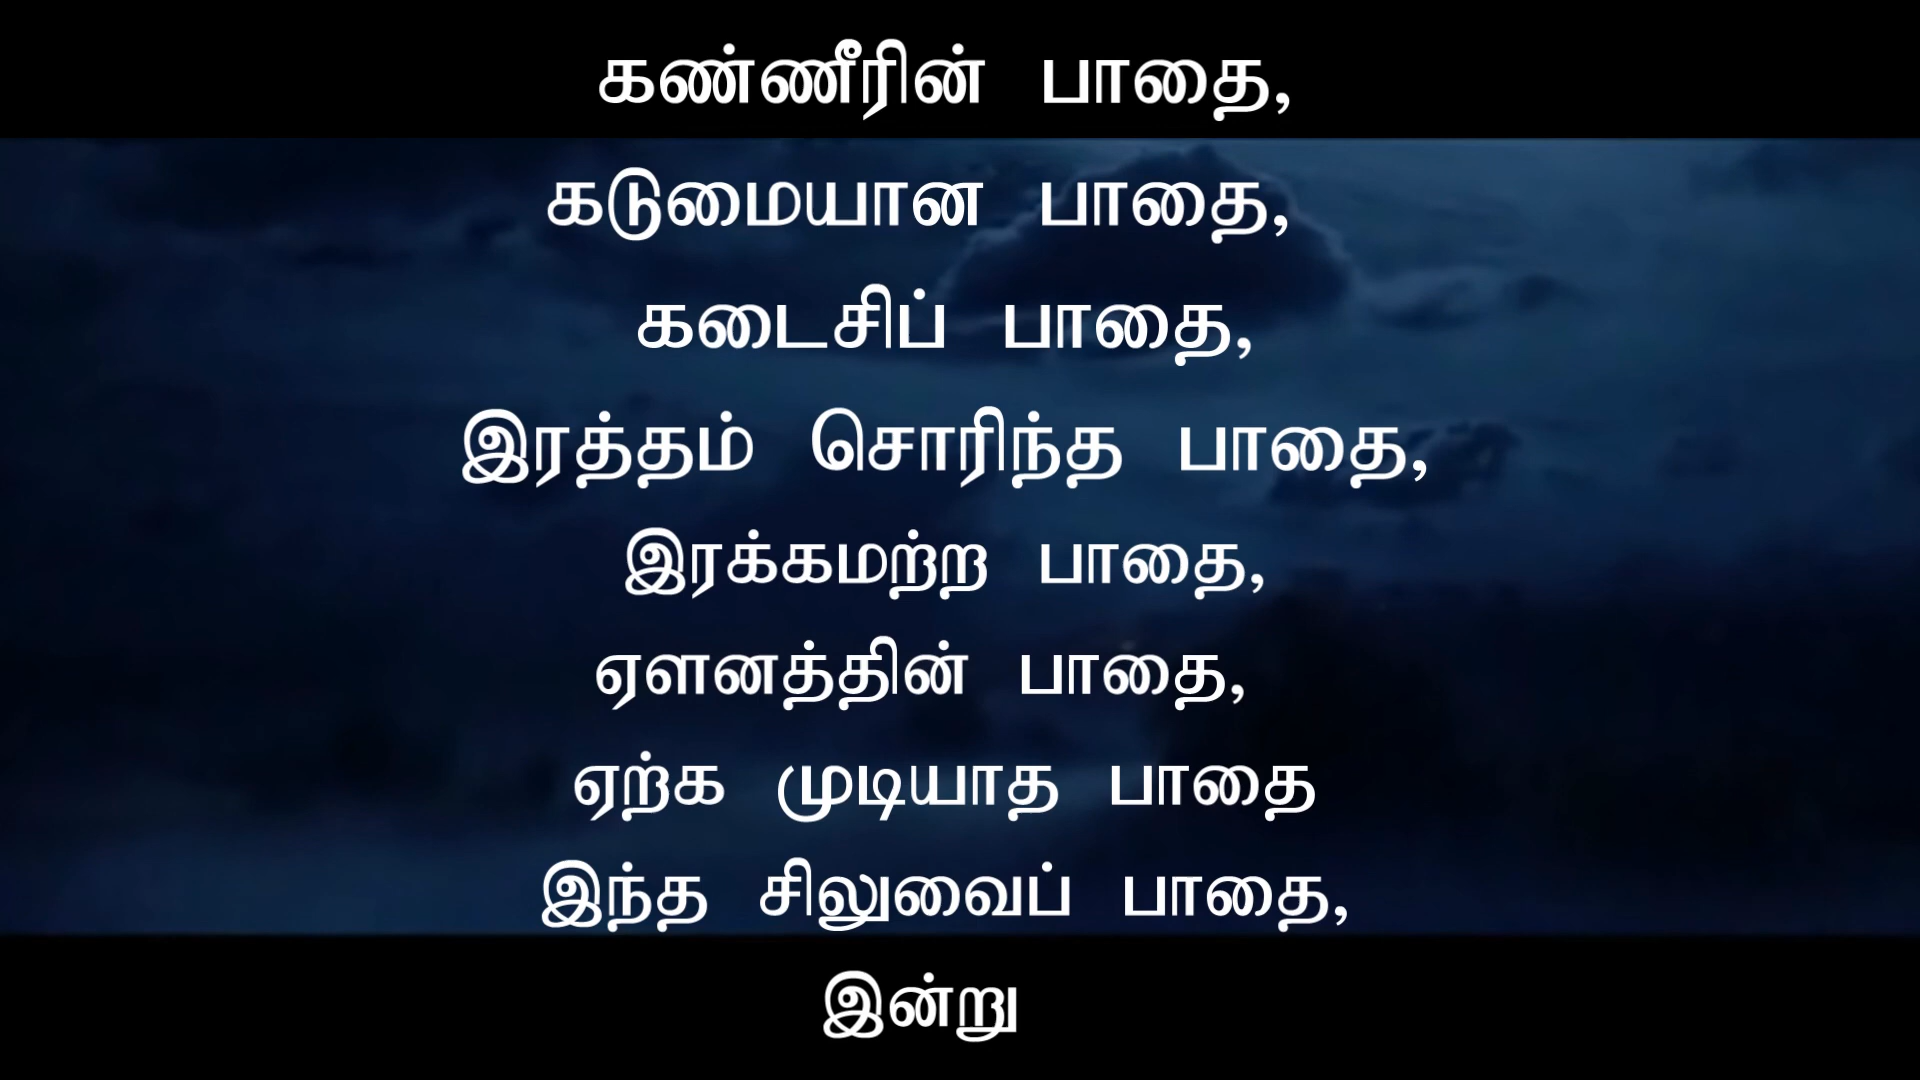 கண்ணீரின் பாதை,
கடுமையான பாதை,
கடைசிப் பாதை,
இரத்தம் சொரிந்த பாதை,
இரக்கமற்ற பாதை,
ஏளனத்தின் பாதை,
ஏற்க முடியாத பாதை
இந்த சிலுவைப் பாதை,
இன்று